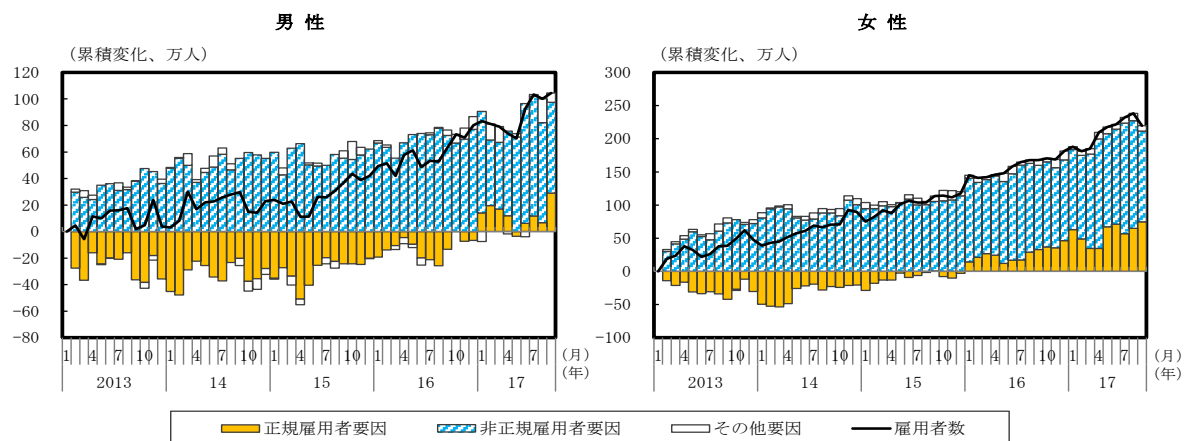 男 性
（累積変化、万人）
120
100
80
60
40
20
0
−20
−40
−60
−80
1 4 7 10 1 4 7 10 1 4 7 10 1 4 7 10 1 4 7 (月)
2013 14 15 16 17 (年)
女 性
（累積変化、万人）
300
250
200
150
100
50
0
−50
−100
1 4 7 10 1 4 7 10 1 4 7 10 1 4 7 10 1 4 7 (月)
2013 14 15 16 17 (年)
正規雇用者要因 非正規雇用者要因 その他要因 雇用者数